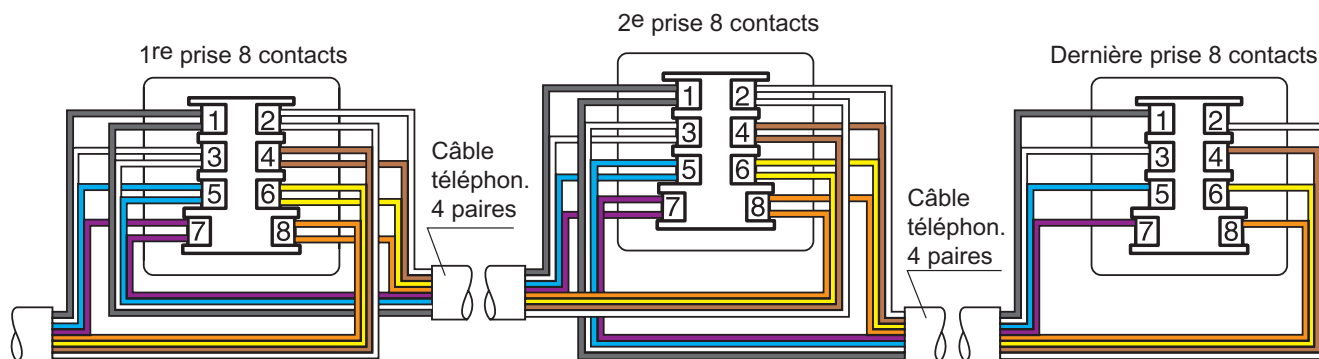 1re prise 8 contacts
1 2
3 4
5 6
7 8
Câble
téléphon.
4 paires
2e prise 8 contacts
1 2
3 4
5 6
7 8
Câble
téléphon.
4 paires
Dernière prise 8 contacts
1 2
3 4
5 6
7 8